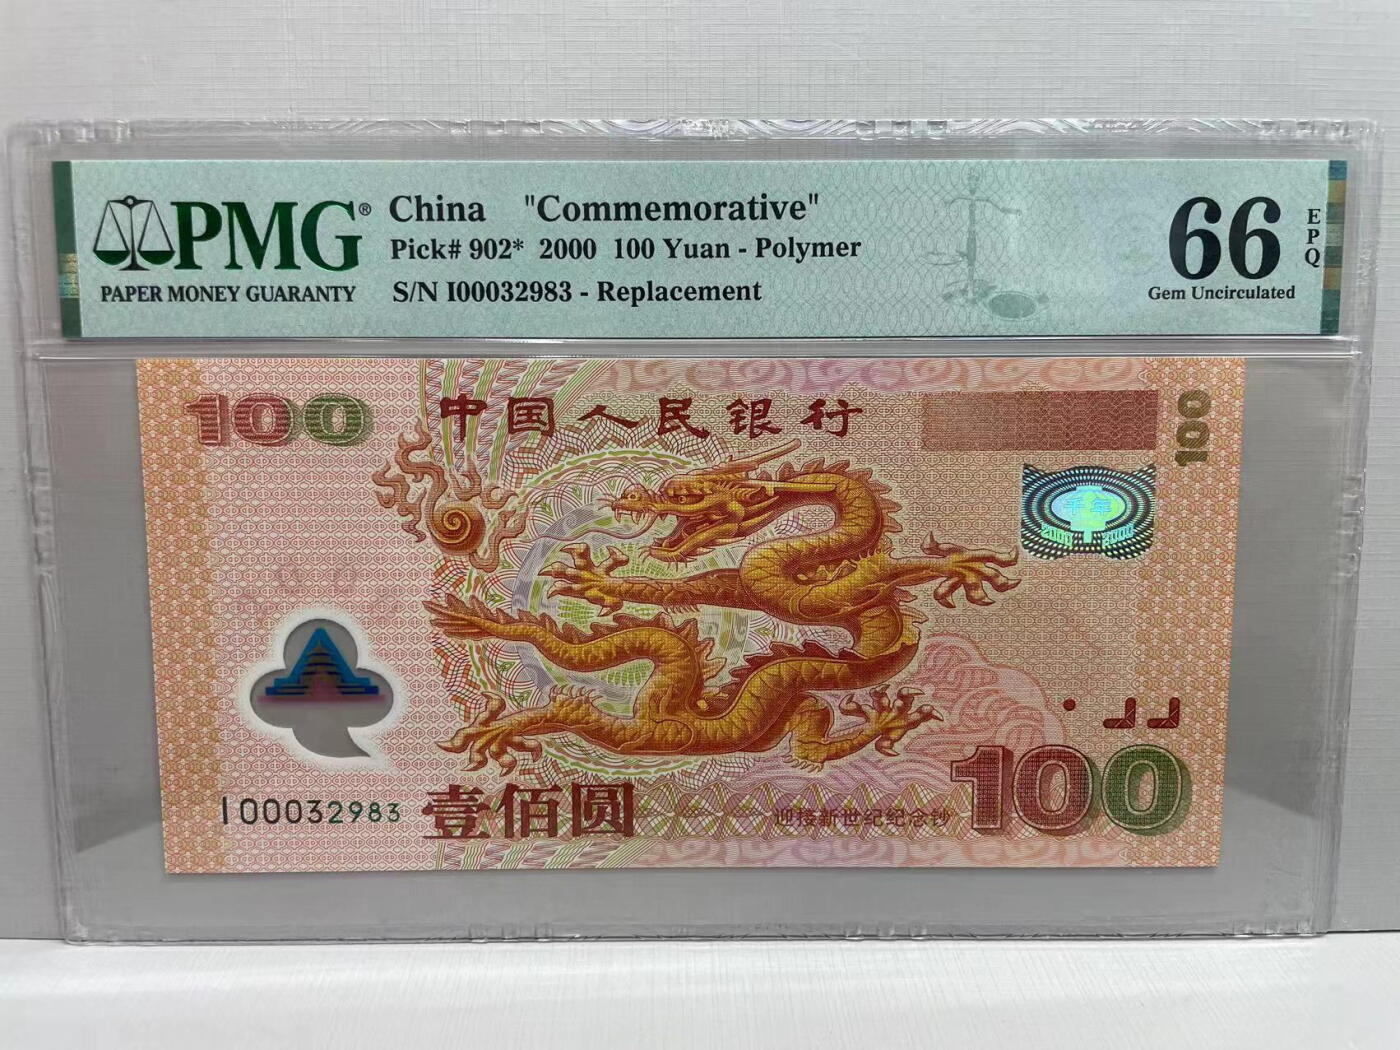 PMG® China "Commemorative" 66 EPQ
Pick# 902* 2000 100 Yuan - Polymer
PAPER MONEY GUARANTY S/N I00032983 - Replacement Gem Uncirculated
100 中国人民银行 100
千年
2000 2000
I 00032983 壹佰圆 迎接新世纪纪念钞 100